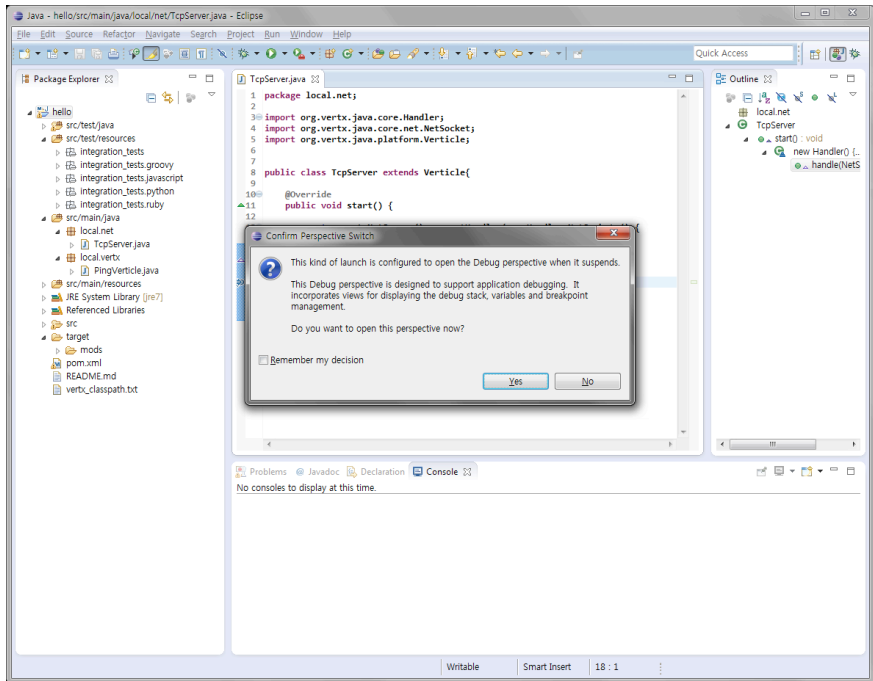 Java - hello/src/main/java/local/net/TcpServer.java - Eclipse
File Edit Source Refactor Navigate Search Project Run Window Help
Quick Access
Package Explorer
hello
src/test/java
src/test/resources
integration_tests
integration_tests.groovy
integration_tests.javascript
integration_tests.python
integration_tests.ruby
src/main/java
local.net
TcpServer.java
local.vertx
PingVerticle.java
src/main/resources
JRE System Library [jre7]
Referenced Libraries
src
target
mods
pom.xml
README.md
vertx_classpath.txt
TcpServer.java
1 package local.net;
2
3 import org.vertx.java.core.Handler;
4 import org.vertx.java.core.net.NetSocket;
5 import org.vertx.java.platform.Verticle;
6
7
8 public class TcpServer extends Verticle{
9
10 @Override
11 public void start() {
12
Confirm Perspective Switch
This kind of launch is configured to open the Debug perspective when it suspends.
This Debug perspective is designed to support application debugging. It
incorporates views for displaying the debug stack, variables and breakpoint
management.
Do you want to open this perspective now?
Remember my decision
Yes No
Outline
local.net
TcpServer
start() : void
new Handler() {...
handle(NetS
Problems @ Javadoc Declaration Console
No consoles to display at this time.
Writable Smart Insert 18 : 1